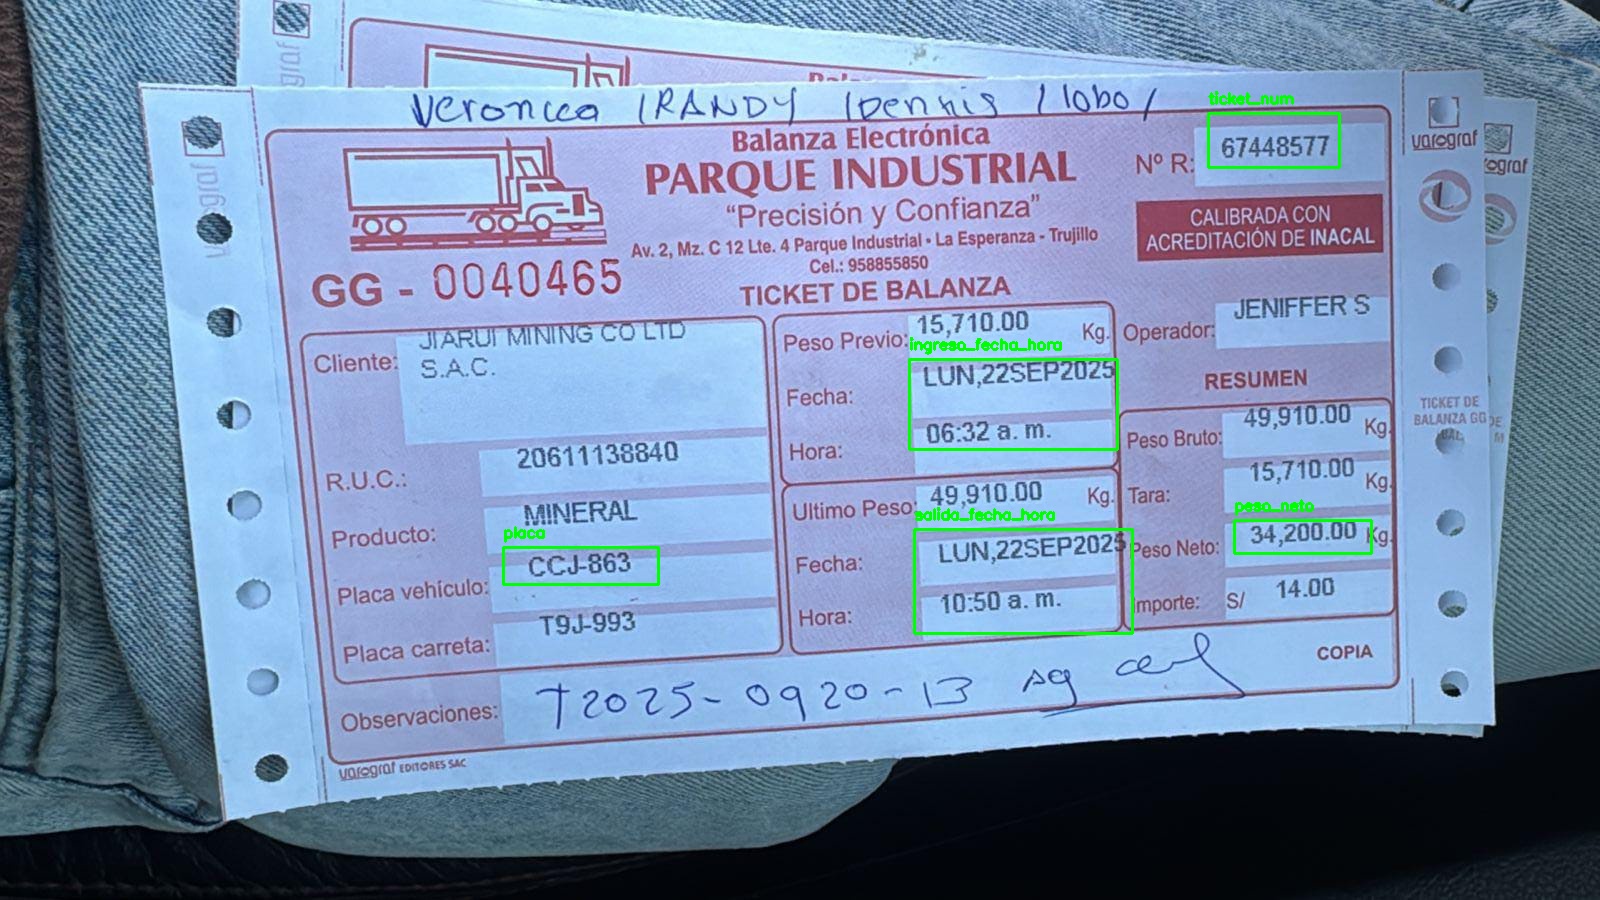 Veronica / RANDY / Dennis / lobo /
ticket_num
Balanza Electrónica
PARQUE INDUSTRIAL
"Precisión y Confianza"
Av. 2, Mz. C 12 Lte. 4 Parque Industrial • La Esperanza - Trujillo
Cel.: 958855850
Nº R: 67448577
CALIBRADA CON
ACREDITACIÓN DE INACAL
GG - 0040465
TICKET DE BALANZA
Cliente: JIARUI MINING CO LTD
S.A.C.
R.U.C.: 20611138840
Producto: MINERAL
placa
Placa vehículo: CCJ-863
Placa carreta: T9J-993
Peso Previo: 15,710.00 Kg.
ingreso_fecha_hora
Fecha: LUN,22SEP2025
Hora: 06:32 a. m.
Ultimo Peso 49,910.00 Kg.
salida_fecha_hora
Fecha: LUN,22SEP2025
Hora: 10:50 a. m.
Operador: JENIFFER S
RESUMEN
Peso Bruto: 49,910.00 Kg.
Tara: 15,710.00 Kg.
peso_neto
Peso Neto: 34,200.00 Kg.
Importe: S/ 14.00
COPIA
Observaciones: T2025-0920-13 Ag
varograf EDITORES SAC
varograf
TICKET DE
BALANZA GG
varograf